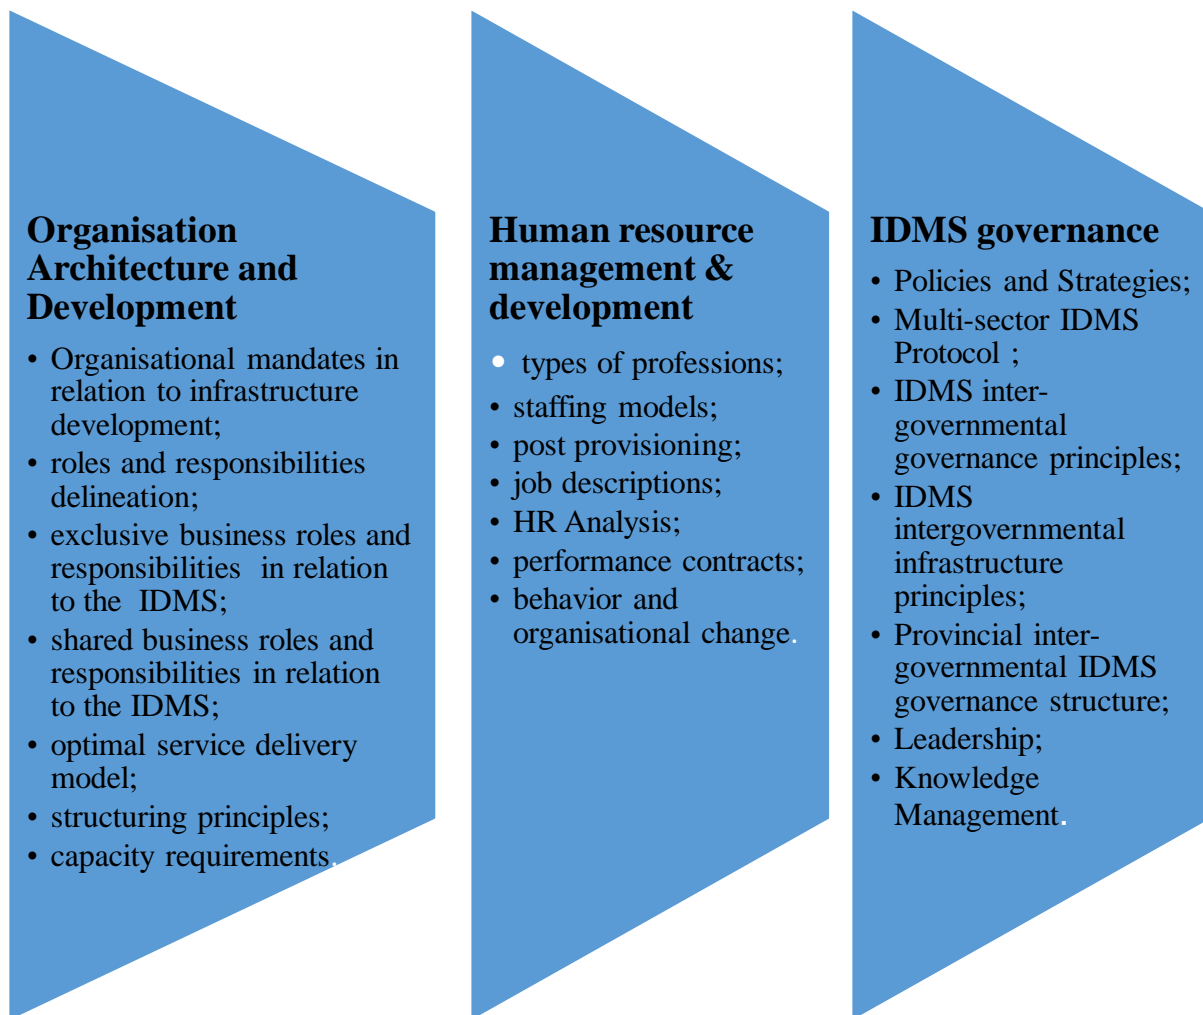 Organisation
Architecture and
Development
• Organisational mandates in
relation to infrastructure
development;
• roles and responsibilities
delineation;
• exclusive business roles and
responsibilities in relation
to the IDMS;
• shared business roles and
responsibilities in relation
to the IDMS;
• optimal service delivery
model;
• structuring principles;
• capacity requirements.
Human resource
management &
development
• types of professions;
• staffing models;
• post provisioning;
• job descriptions;
• HR Analysis;
• performance contracts;
• behavior and
organisational change.
IDMS governance
• Policies and Strategies;
• Multi-sector IDMS
Protocol ;
• IDMS inter-
governmental
governance principles;
• IDMS
intergovernmental
infrastructure
principles;
• Provincial inter-
governmental IDMS
governance structure;
• Leadership;
• Knowledge
Management.